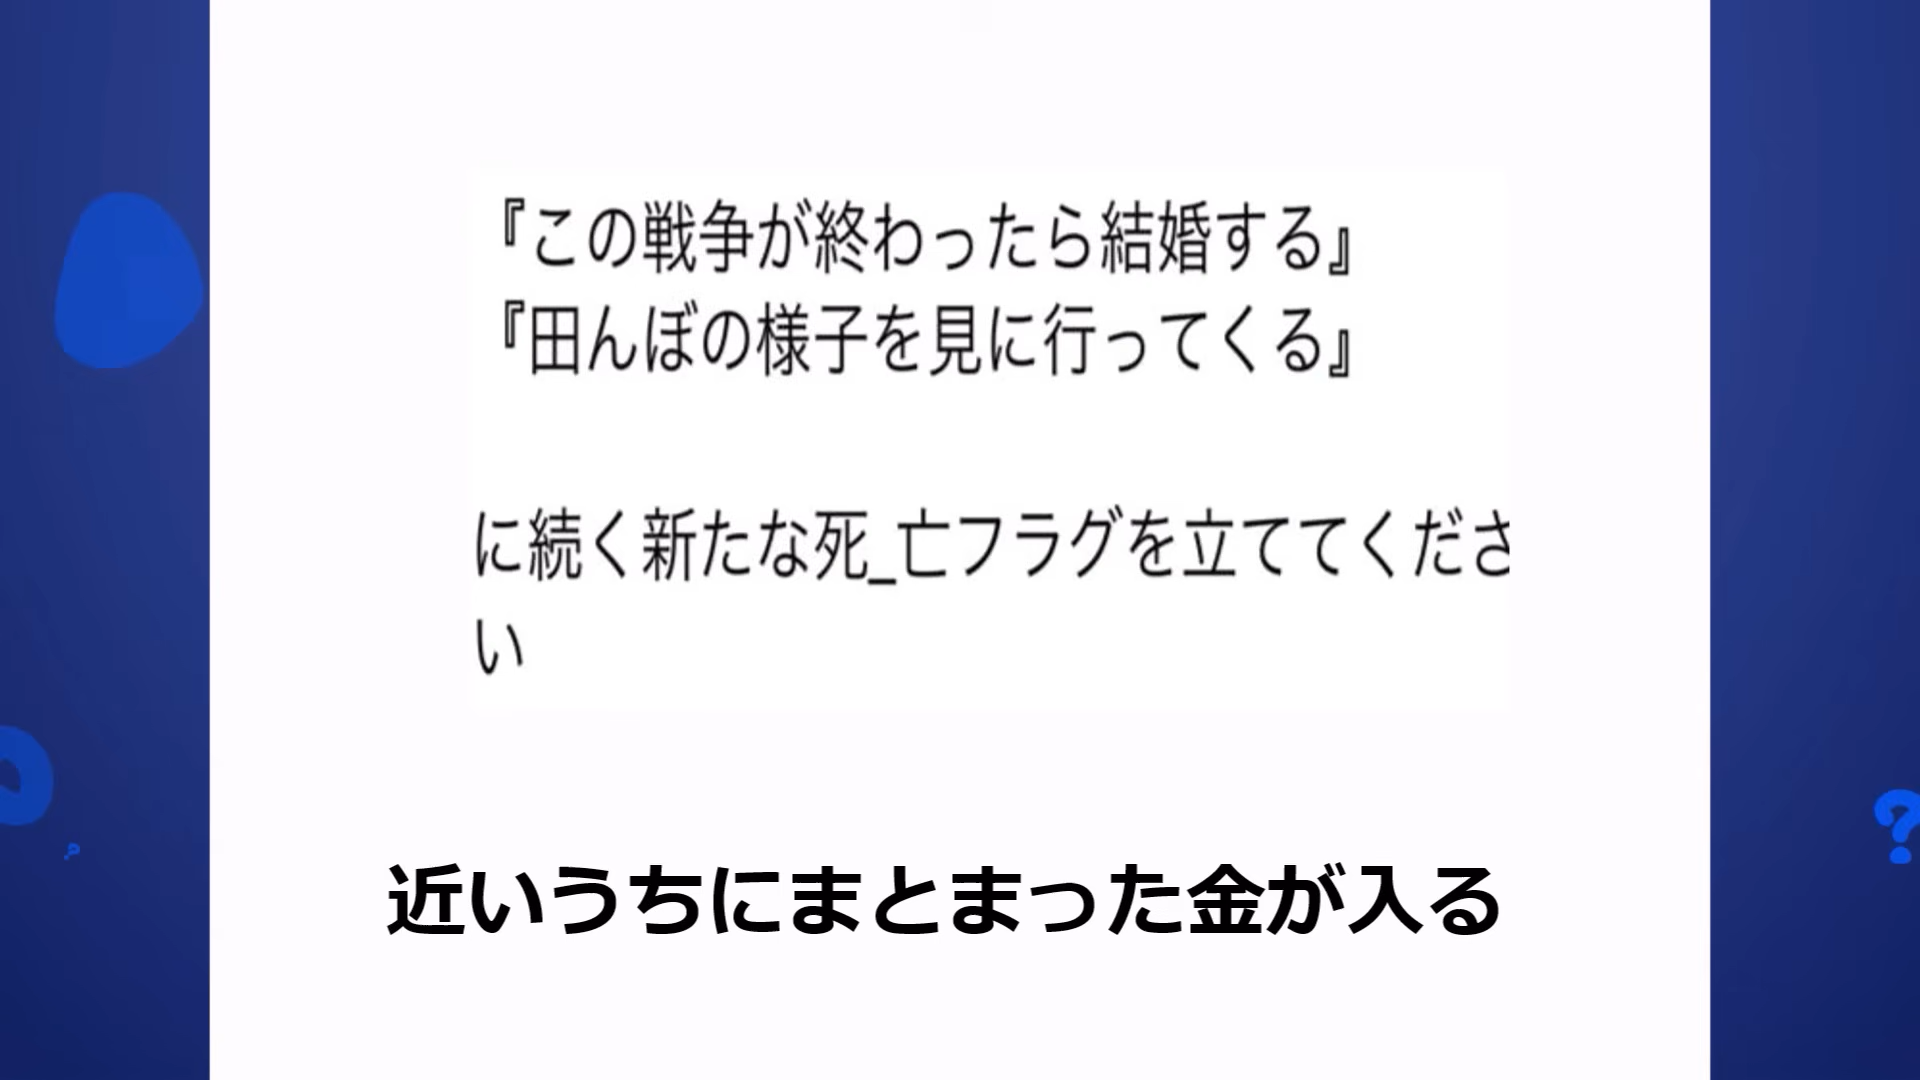 『この戦争が終わったら結婚する』
『田んぼの様子を見に行ってくる』
に続く新たな死_亡フラグを立ててくださ
い
近いうちにまとまった金が入る